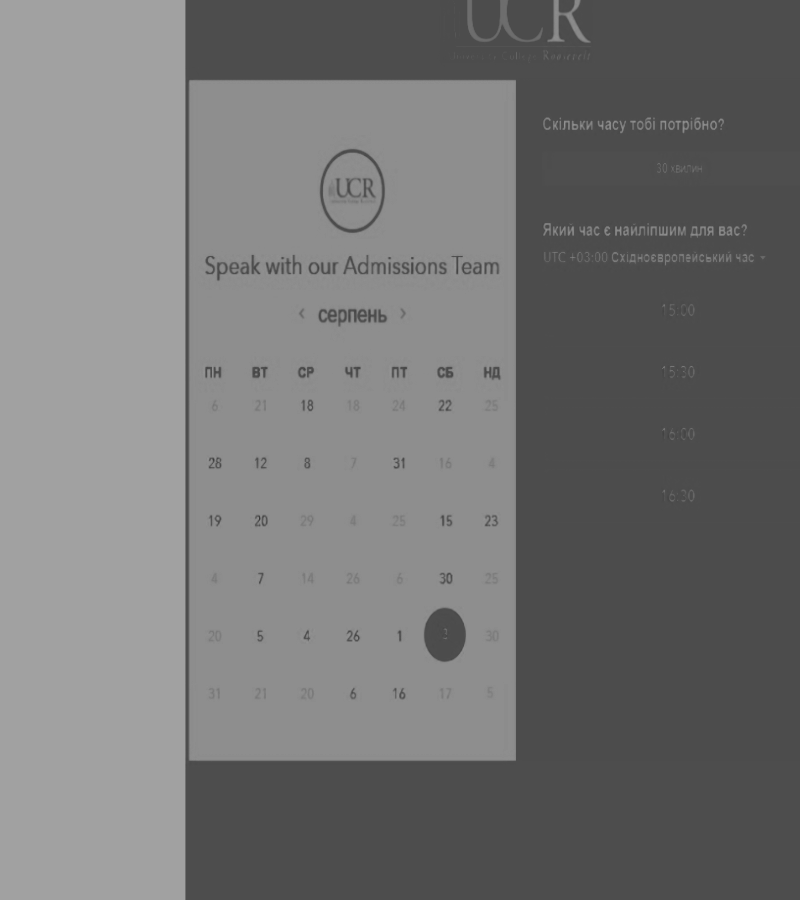 UCR
UCR
Speak with our Admissions Team
‹ серпень ›
ПН ВТ СР ЧТ ПТ СБ НД
6 21 18 18 24 22 25
28 12 8 7 31 16 4
19 20 29 4 25 15 23
4 7 14 26 6 30 25
20 5 4 26 1 30
31 21 20 6 16 17 5
Скільки часу тобі потрібно?
30 хвилин
Який час є найліпшим для вас?
UTC +03:00 Східноєвропейський час
15:00
15:30
16:00
16:30